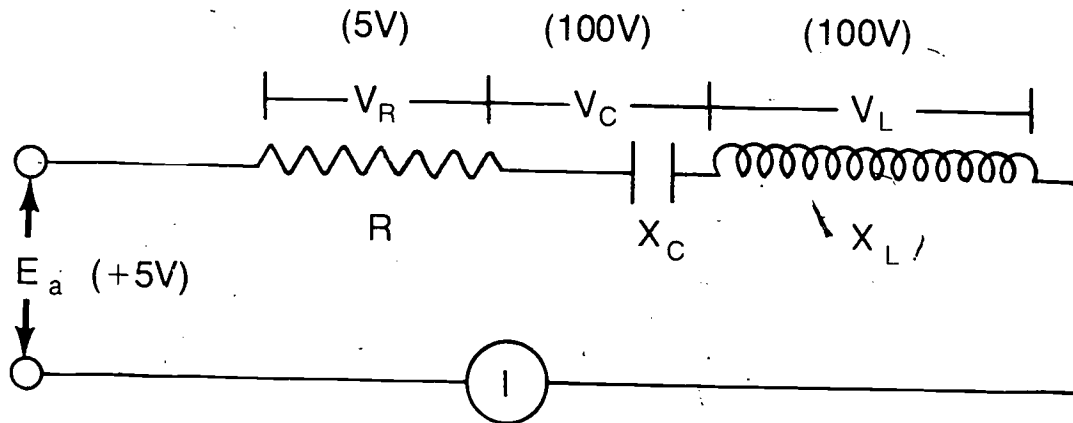 (5V) (100V) (100V)
V_R V_C V_L
R X_C X_L
E_a (+5V)
I